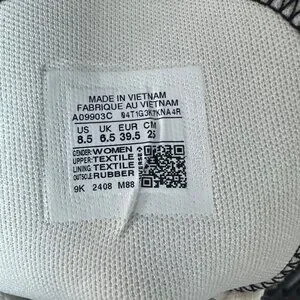 MADE IN VIETNAM
FABRIQUE AU VIETNAM
A09903C
US UK EUR CM
8.5 6.5 39.5 25
GENDER: WOMEN
UPPER: TEXTILE
LINING: TEXTILE
OUTSOLE: RUBBER
9K 2408 M88